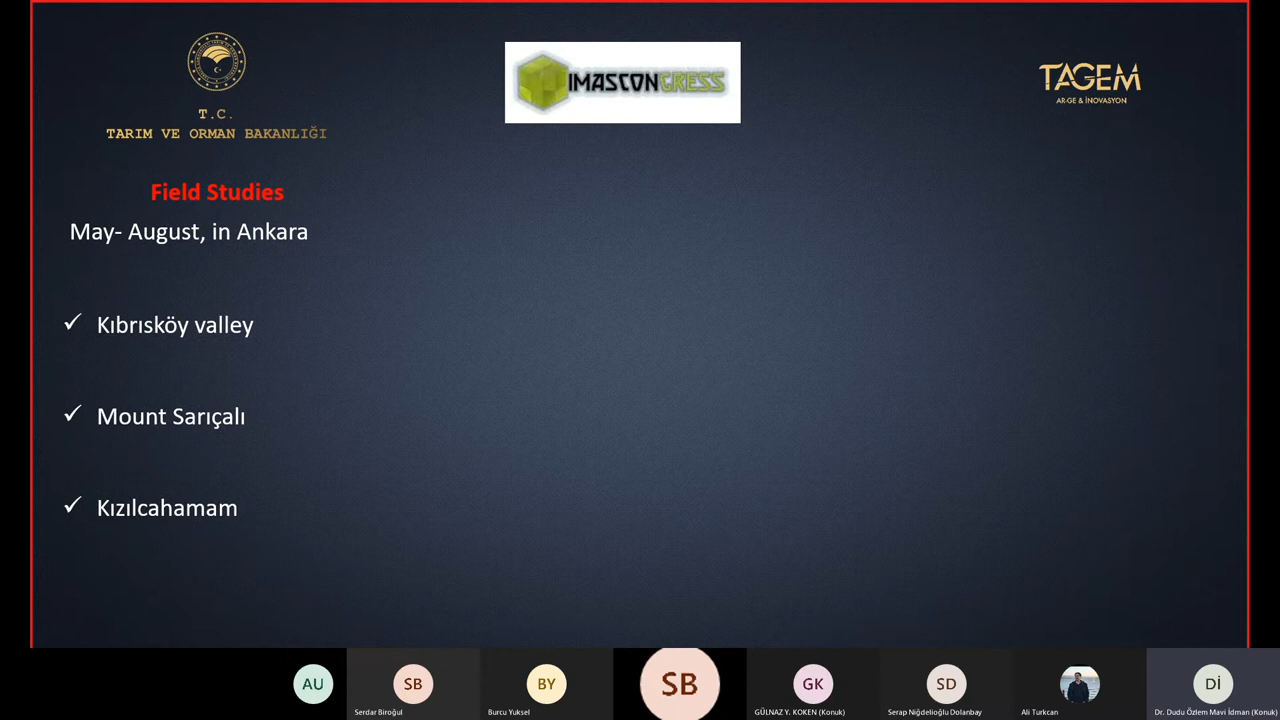 T.C.
TARIM VE ORMAN BAKANLIĞI
IMASCONGRESS
TAGEM
AR-GE & İNOVASYON
Field Studies
May- August, in Ankara
✓ Kıbrısköy valley
✓ Mount Sarıçalı
✓ Kızılcahamam
AU
SB
BY
SB
GK
SD
Dİ
Serdar Biroğul
Burcu Yuksel
GÜLNAZ Y. KOKEN (Konuk)
Serap Niğdelioğlu Dolanbay
Ali Turkcan
Dr. Dudu Özlem Mavi İdman (Konuk)